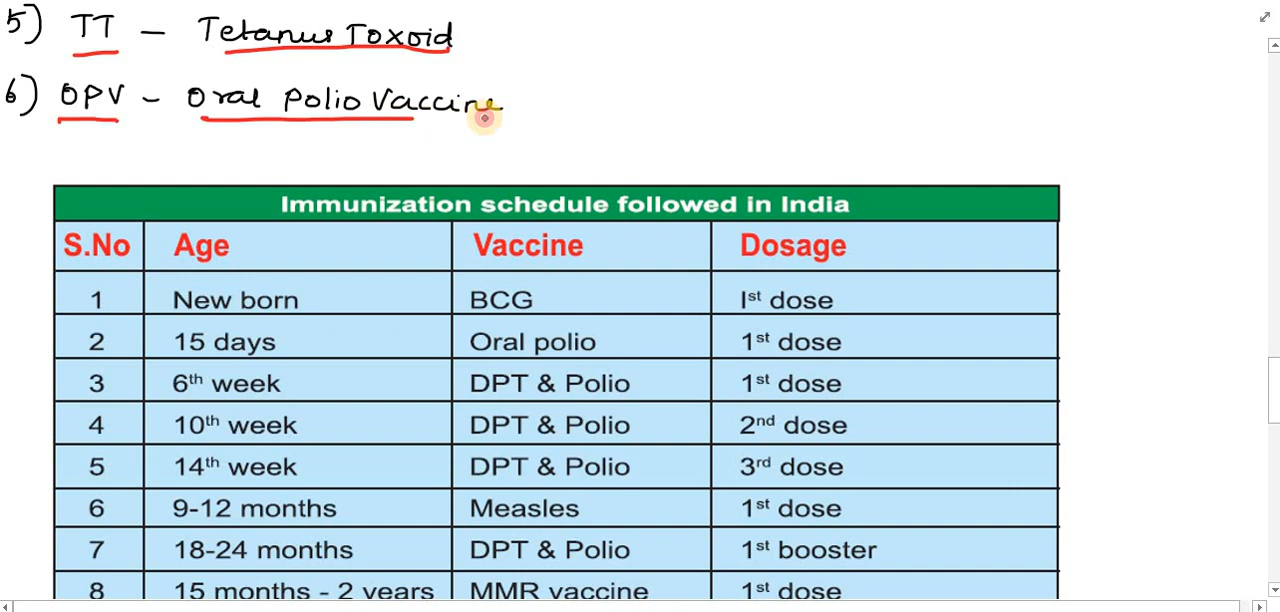 5) TT - Tetanus Toxoid
6) OPV - Oral Polio Vaccine
Immunization schedule followed in India
S.No Age Vaccine Dosage
1 New born BCG Ist dose
2 15 days Oral polio 1st dose
3 6th week DPT & Polio 1st dose
4 10th week DPT & Polio 2nd dose
5 14th week DPT & Polio 3rd dose
6 9-12 months Measles 1st dose
7 18-24 months DPT & Polio 1st booster
8 15 months - 2 years MMR vaccine 1st dose